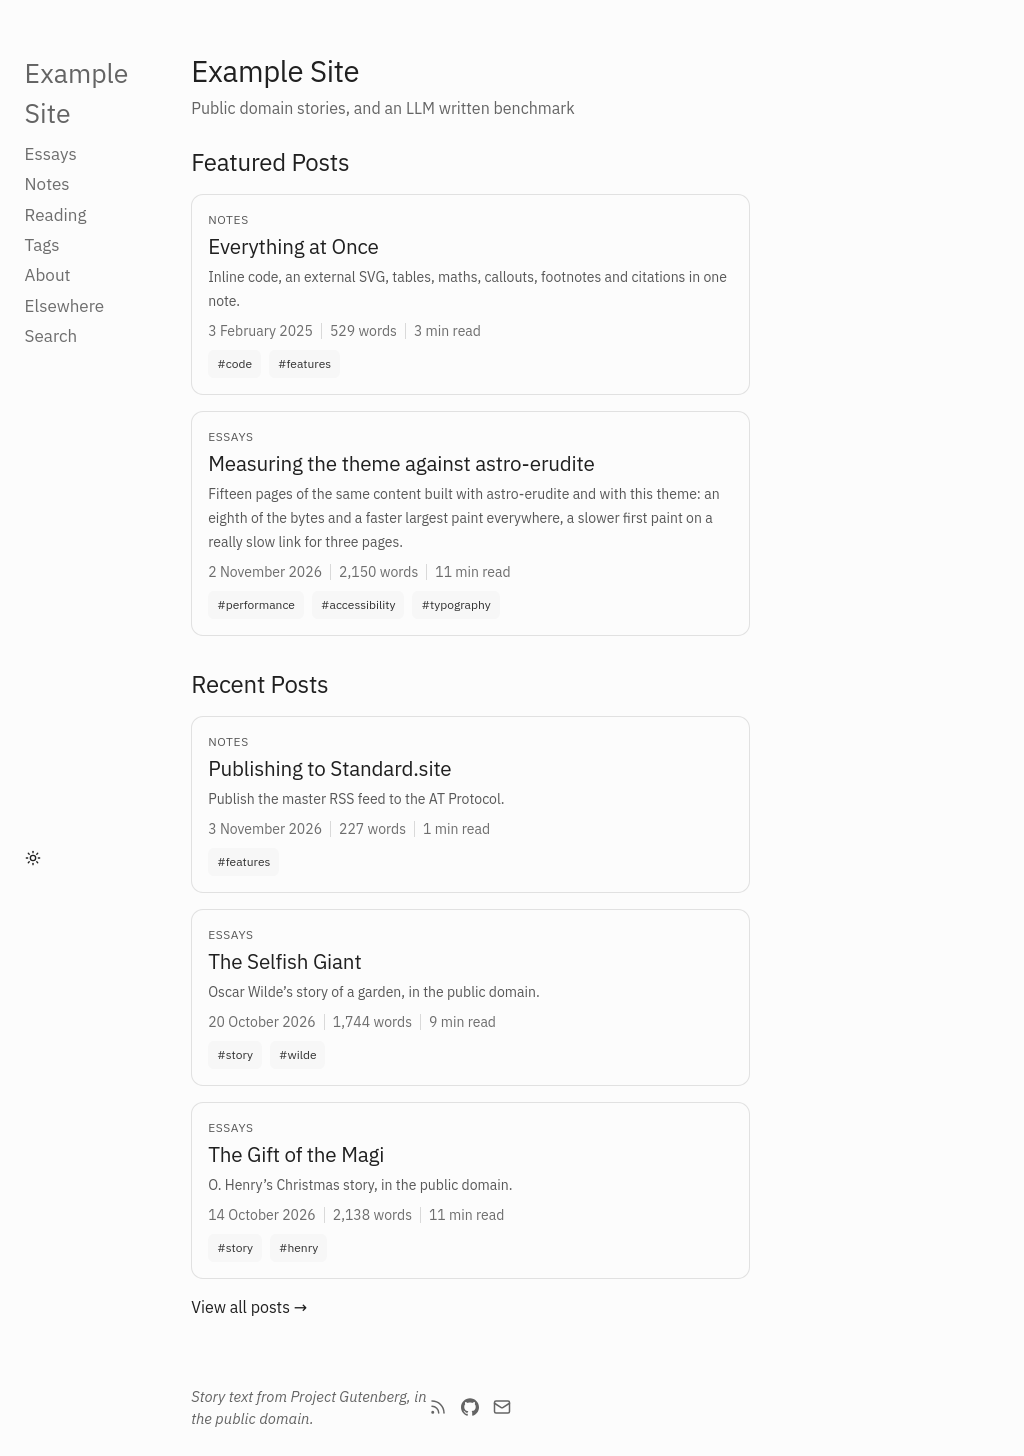 Example
Site
Essays
Notes
Reading
Tags
About
Elsewhere
Search
Example Site
Public domain stories, and an LLM written benchmark
Featured Posts
NOTES
Everything at Once
Inline code, an external SVG, tables, maths, callouts, footnotes and citations in one
note.
3 February 2025 529 words 3 min read
#code #features
ESSAYS
Measuring the theme against astro-erudite
Fifteen pages of the same content built with astro-erudite and with this theme: an
eighth of the bytes and a faster largest paint everywhere, a slower first paint on a
really slow link for three pages.
2 November 2026 2,150 words 11 min read
#performance #accessibility #typography
Recent Posts
NOTES
Publishing to Standard.site
Publish the master RSS feed to the AT Protocol.
3 November 2026 227 words 1 min read
#features
ESSAYS
The Selfish Giant
Oscar Wilde’s story of a garden, in the public domain.
20 October 2026 1,744 words 9 min read
#story #wilde
ESSAYS
The Gift of the Magi
O. Henry’s Christmas story, in the public domain.
14 October 2026 2,138 words 11 min read
#story #henry
View all posts →
Story text from Project Gutenberg, in
the public domain.